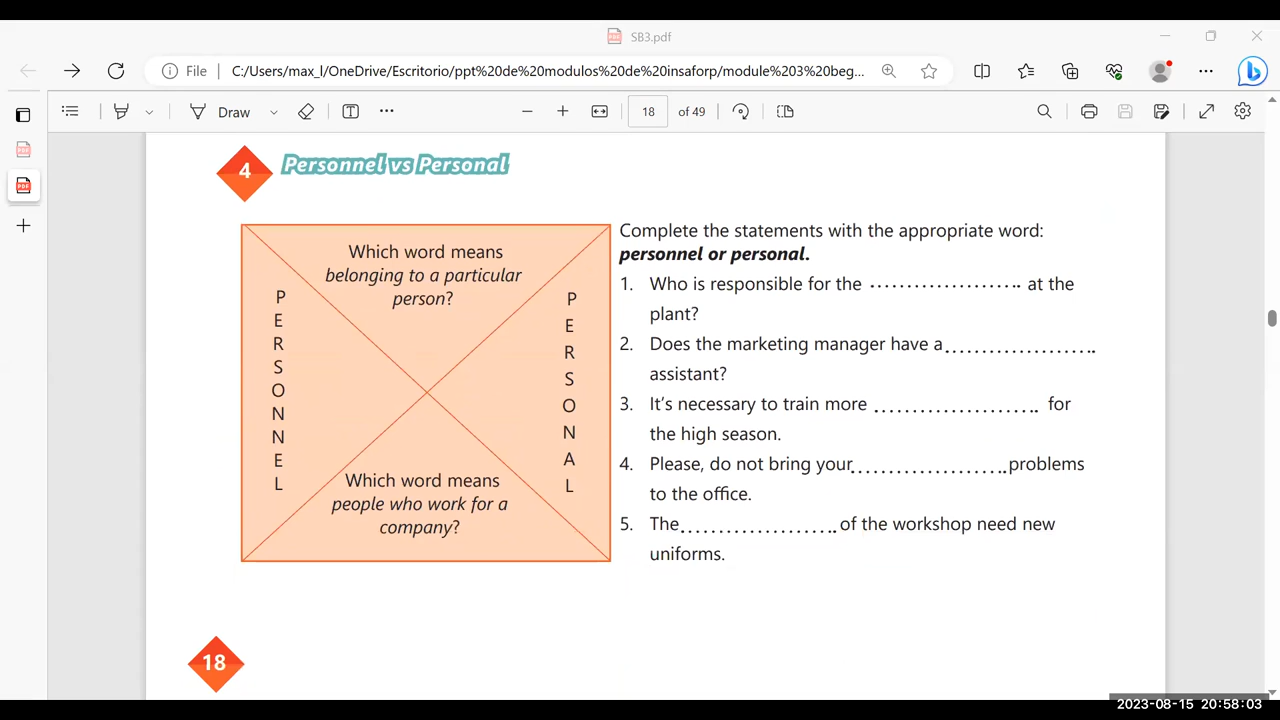 SB3.pdf
File
C:/Users/max_l/OneDrive/Escritorio/ppt%20de%20modulos%20de%20insaforp/module%203%20beg...
Draw
18 of 49
4 Personnel vs Personal
Which word means
belonging to a particular
person?
PERSONNEL
PERSONAL
Which word means
people who work for a
company?
Complete the statements with the appropriate word:
personnel or personal.
1. Who is responsible for the .................... at the
plant?
2. Does the marketing manager have a....................
assistant?
3. It’s necessary to train more ...................... for
the high season.
4. Please, do not bring your.....................problems
to the office.
5. The.....................of the workshop need new
uniforms.
18
2023-08-15 20:58:03